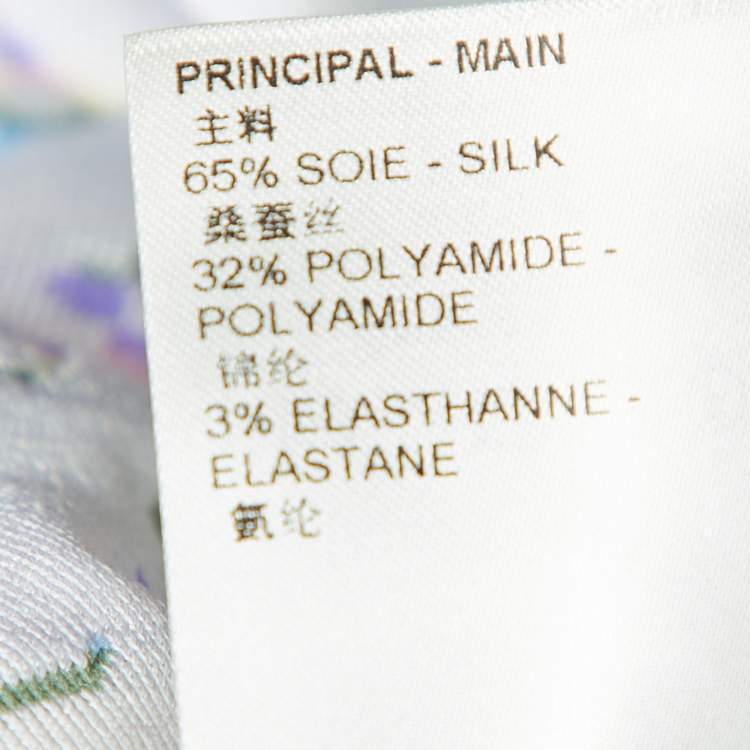 PRINCIPAL - MAIN
主料
65% SOIE - SILK
桑蚕丝
32% POLYAMIDE -
POLYAMIDE
锦纶
3% ELASTHANNE -
ELASTANE
氨纶